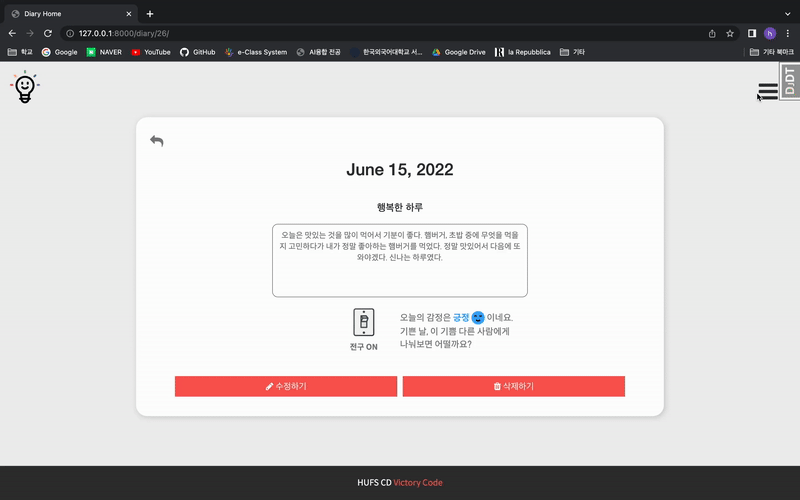 Diary Home
127.0.0.1:8000/diary/26/
h
학교 Google NAVER YouTube GitHub e-Class System AI융합 전공 한국외국어대학교 서... Google Drive la Repubblica 기타 기타 북마크
DjDT
June 15, 2022
행복한 하루
오늘은 맛있는 것을 많이 먹어서 기분이 좋다. 햄버거, 초밥 중에 무엇을 먹을
지 고민하다가 내가 정말 좋아하는 햄버거를 먹었다. 정말 맛있어서 다음에 또
와야겠다. 신나는 하루였다.
전구 ON
오늘의 감정은 긍정 이네요.
기쁜 날, 이 기쁨 다른 사람에게
나눠보면 어떨까요?
수정하기
삭제하기
HUFS CD Victory Code